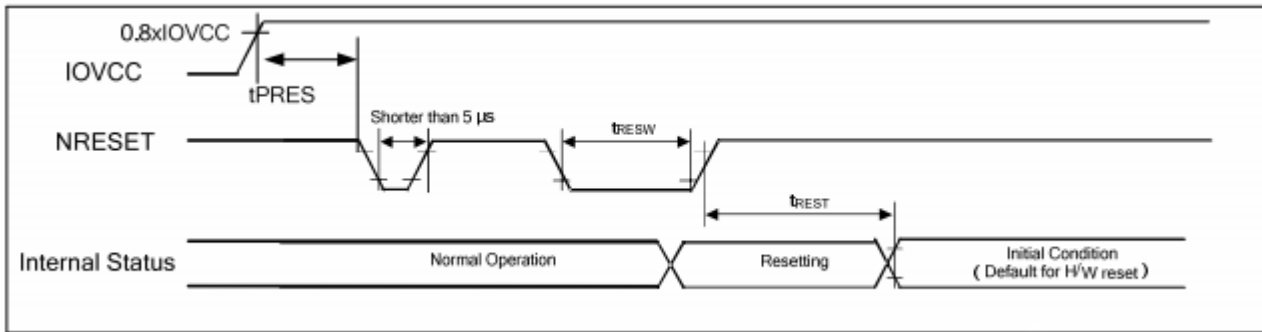 0.8xIOVCC
IOVCC
tPRES
Shorter than 5 µs
NRESET
tRESW
tREST
Internal Status
Normal Operation
Resetting
Initial Condition
( Default for H/W reset )